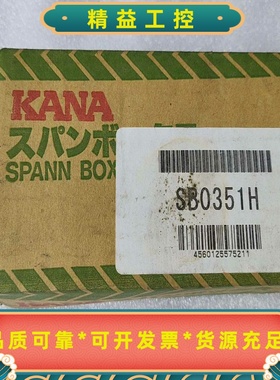 精益工控
KANA
スパンボ
SPANN BOX
SB0351H
4560125575211
品质可靠*可开发票*货源充足